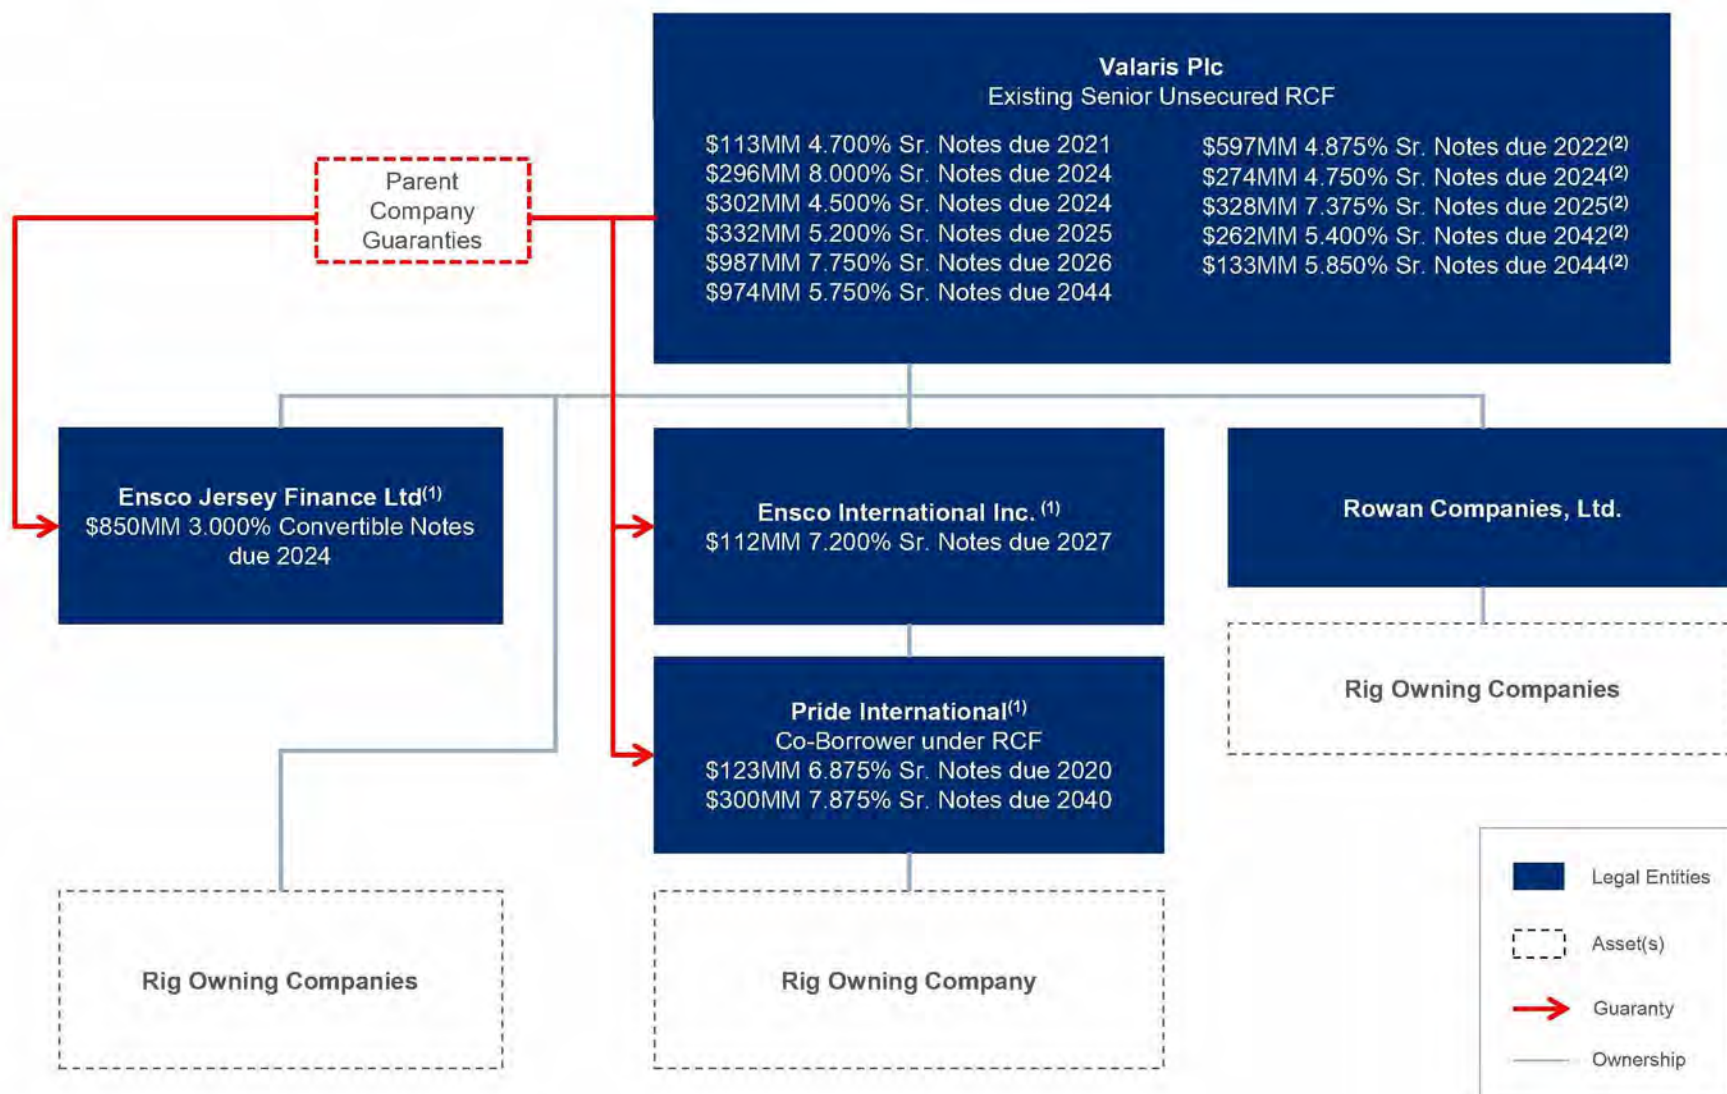 Valaris Plc
Existing Senior Unsecured RCF
$113MM 4.700% Sr. Notes due 2021
$296MM 8.000% Sr. Notes due 2024
$302MM 4.500% Sr. Notes due 2024
$332MM 5.200% Sr. Notes due 2025
$987MM 7.750% Sr. Notes due 2026
$974MM 5.750% Sr. Notes due 2044
$597MM 4.875% Sr. Notes due 2022(2)
$274MM 4.750% Sr. Notes due 2024(2)
$328MM 7.375% Sr. Notes due 2025(2)
$262MM 5.400% Sr. Notes due 2042(2)
$133MM 5.850% Sr. Notes due 2044(2)
Parent
Company
Guaranties
Ensco Jersey Finance Ltd(1)
$850MM 3.000% Convertible Notes
due 2024
Ensco International Inc. (1)
$112MM 7.200% Sr. Notes due 2027
Rowan Companies, Ltd.
Pride International(1)
Co-Borrower under RCF
$123MM 6.875% Sr. Notes due 2020
$300MM 7.875% Sr. Notes due 2040
Rig Owning Companies
Rig Owning Companies
Rig Owning Company
Legal Entities
Asset(s)
Guaranty
Ownership